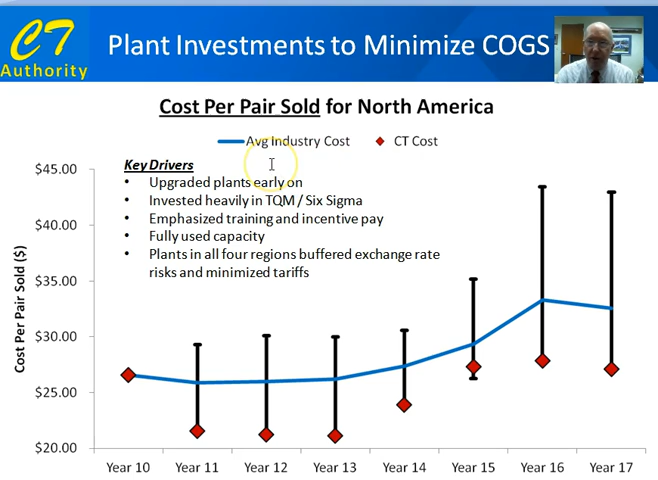 CT
Authority
Plant Investments to Minimize COGS
Cost Per Pair Sold for North America
Avg Industry Cost
CT Cost
Key Drivers
• Upgraded plants early on
• Invested heavily in TQM / Six Sigma
• Emphasized training and incentive pay
• Fully used capacity
• Plants in all four regions buffered exchange rate
risks and minimized tariffs
Cost Per Pair Sold ($)
$45.00
$40.00
$35.00
$30.00
$25.00
$20.00
Year 10 Year 11 Year 12 Year 13 Year 14 Year 15 Year 16 Year 17